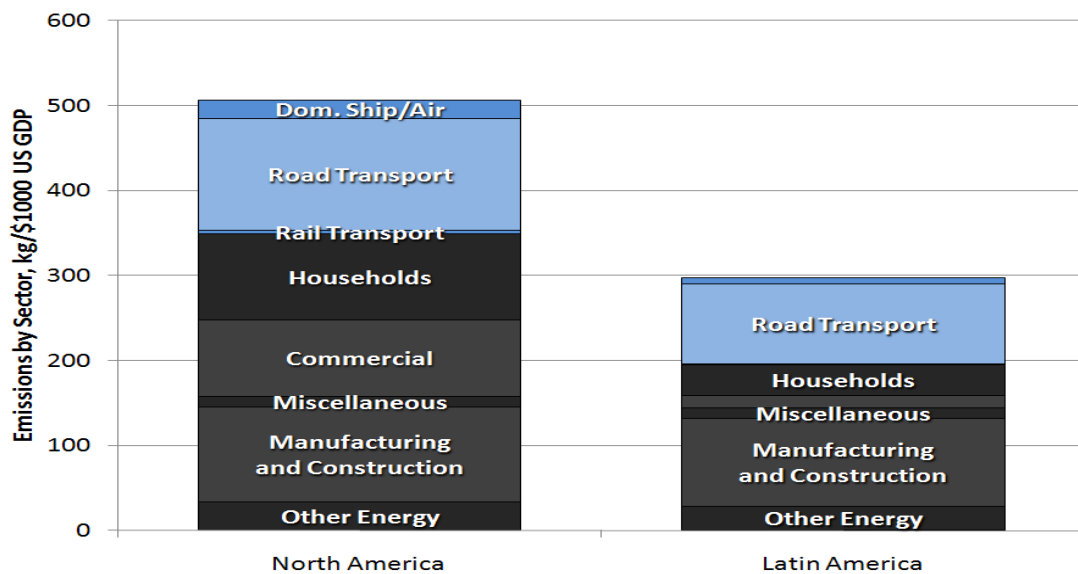 Emissions by Sector, kg/$1000 US GDP
600
500
400
300
200
100
0
Dom. Ship/Air
Road Transport
Rail Transport
Households
Commercial
Miscellaneous
Manufacturing
and Construction
Other Energy
Road Transport
Households
Miscellaneous
Manufacturing
and Construction
Other Energy
North America
Latin America